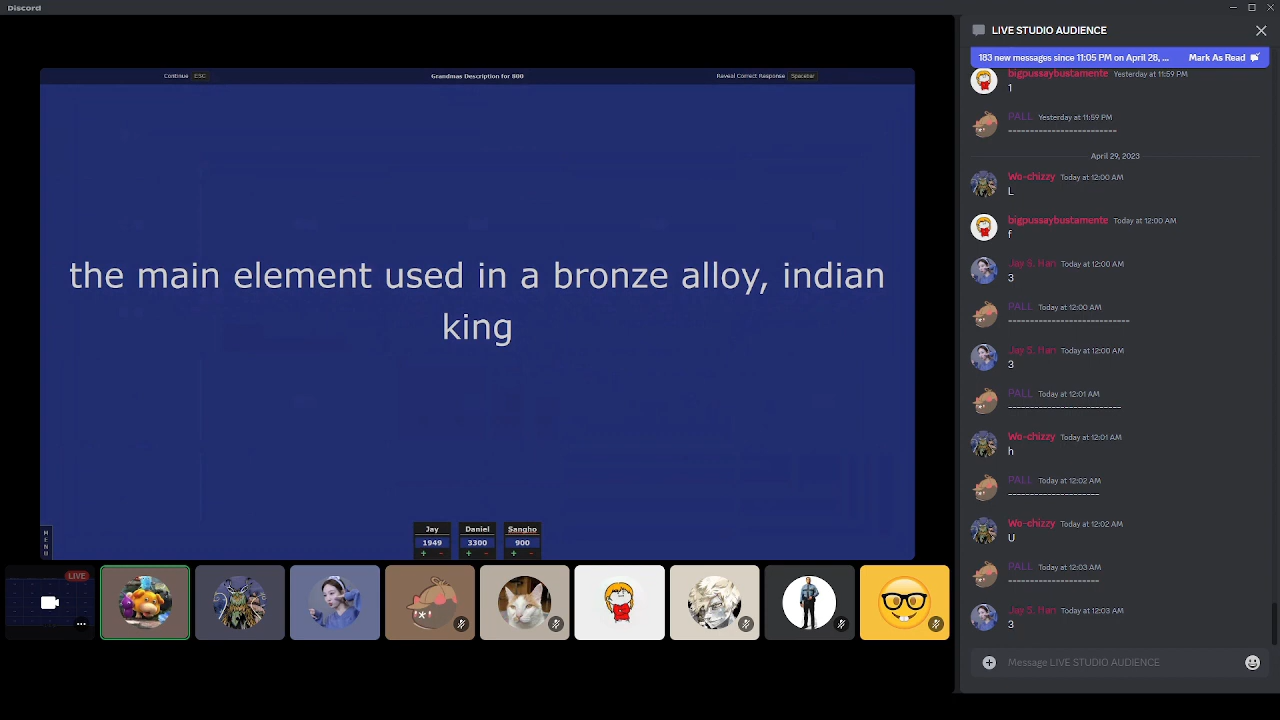 Discord
Continue ESC
Grandmas Description for 800
Reveal Correct Response Spacebar
the main element used in a bronze alloy, indian
king
MENU
Jay
1949
+ -
Daniel
3300
+ -
Sangho
900
+ -
LIVE
LIVE STUDIO AUDIENCE
183 new messages since 11:05 PM on April 28, ... Mark As Read
bigpussaybustamente Yesterday at 11:59 PM
1
PALL Yesterday at 11:59 PM
-------------------------
April 29, 2023
Wo-chizzy Today at 12:00 AM
L
bigpussaybustamente Today at 12:00 AM
f
Jay S. Han Today at 12:00 AM
3
PALL Today at 12:00 AM
----------------------------
Jay S. Han Today at 12:00 AM
3
PALL Today at 12:01 AM
--------------------------
Wo-chizzy Today at 12:01 AM
h
PALL Today at 12:02 AM
---------------------
Wo-chizzy Today at 12:02 AM
U
PALL Today at 12:03 AM
---------------------
Jay S. Han Today at 12:03 AM
3
Message LIVE STUDIO AUDIENCE